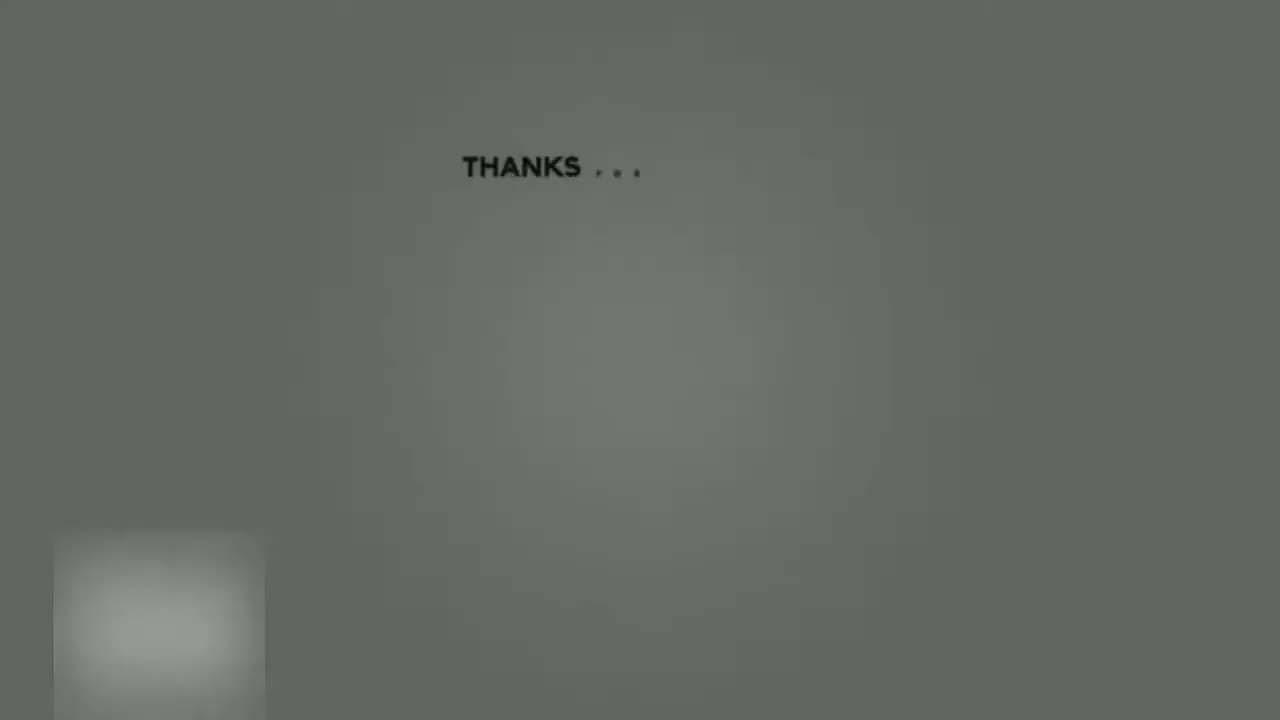 THANKS . . .